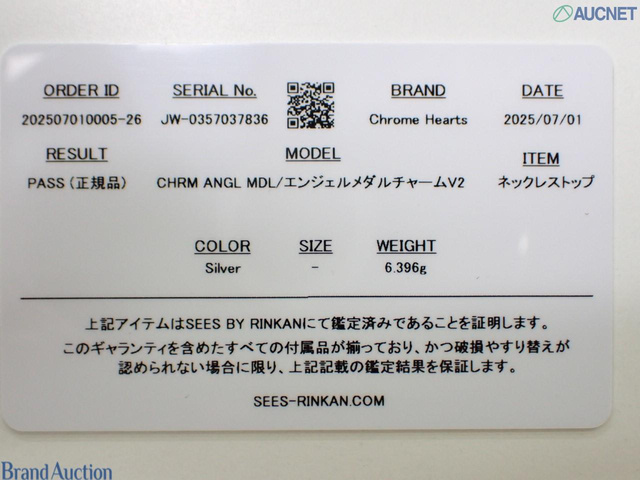 AUCNET
ORDER ID SERIAL No. BRAND DATE
202507010005-26 JW-0357037836 Chrome Hearts 2025/07/01
RESULT MODEL ITEM
PASS (正規品) CHRM ANGL MDL/エンジェルメダルチャームV2 ネックレストップ
COLOR SIZE WEIGHT
Silver - 6.396g
上記アイテムはSEES BY RINKANにて鑑定済みであることを証明します。
このギャランティを含めたすべての付属品が揃っており、かつ破損やすり替えが
認められない場合に限り、上記記載の鑑定結果を保証します。
SEES-RINKAN.COM
Brand Auction